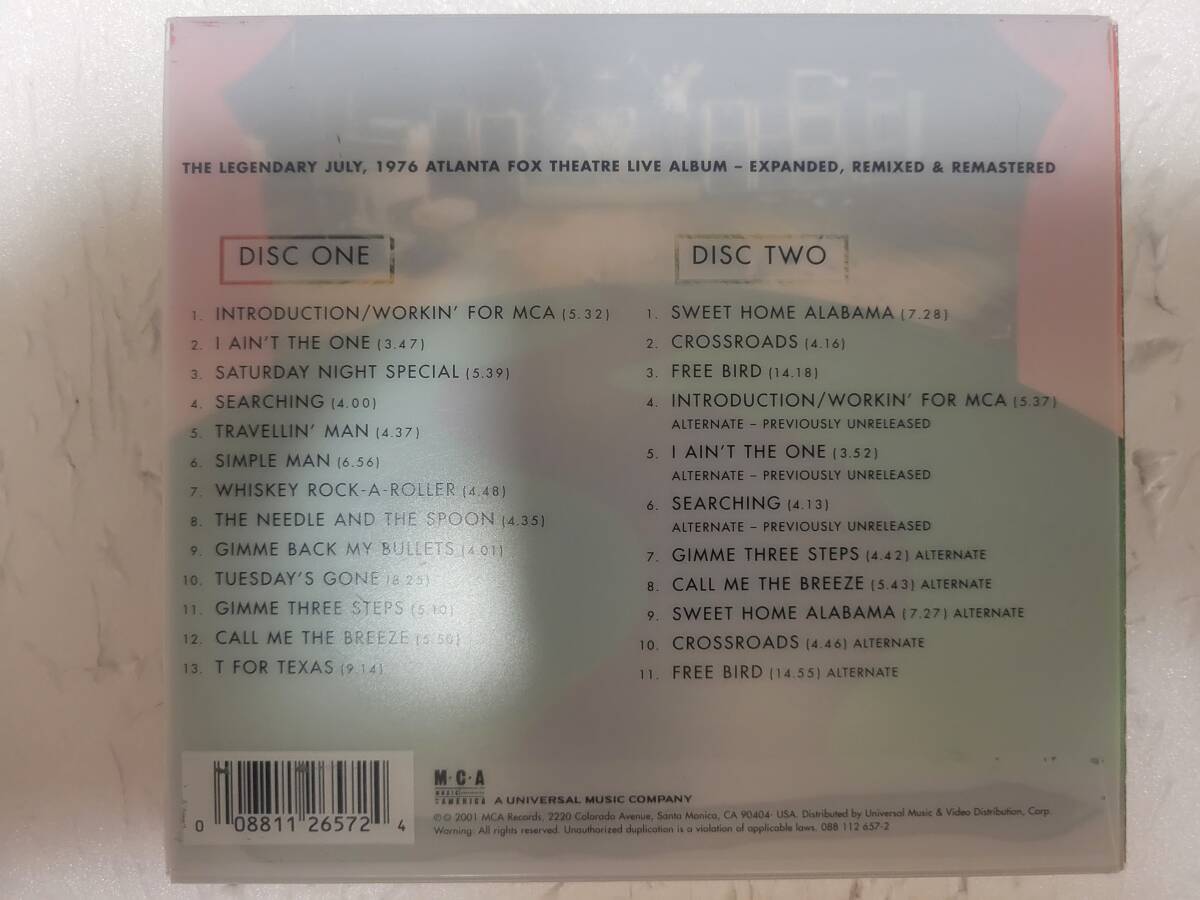 THE LEGENDARY JULY, 1976 ATLANTA FOX THEATRE LIVE ALBUM – EXPANDED, REMIXED & REMASTERED
DISC ONE
1. INTRODUCTION/WORKIN' FOR MCA (5.32)
2. I AIN'T THE ONE (3.47)
3. SATURDAY NIGHT SPECIAL (5.39)
4. SEARCHING (4.00)
5. TRAVELLIN' MAN (4.37)
6. SIMPLE MAN (6.56)
7. WHISKEY ROCK-A-ROLLER (4.48)
8. THE NEEDLE AND THE SPOON (4.35)
9. GIMME BACK MY BULLETS (4.01)
10. TUESDAY'S GONE (8.25)
11. GIMME THREE STEPS (5.10)
12. CALL ME THE BREEZE (5.50)
13. T FOR TEXAS (9.14)
DISC TWO
1. SWEET HOME ALABAMA (7.28)
2. CROSSROADS (4.16)
3. FREE BIRD (14.18)
4. INTRODUCTION/WORKIN' FOR MCA (5.37)
ALTERNATE – PREVIOUSLY UNRELEASED
5. I AIN'T THE ONE (3.52)
ALTERNATE – PREVIOUSLY UNRELEASED
6. SEARCHING (4.13)
ALTERNATE – PREVIOUSLY UNRELEASED
7. GIMME THREE STEPS (4.42) ALTERNATE
8. CALL ME THE BREEZE (5.43) ALTERNATE
9. SWEET HOME ALABAMA (7.27) ALTERNATE
10. CROSSROADS (4.46) ALTERNATE
11. FREE BIRD (14.55) ALTERNATE
0 08811 26572 4
M·C·A
MUSIC
AMERICA
A UNIVERSAL MUSIC COMPANY
℗© 2001 MCA Records, 2220 Colorado Avenue, Santa Monica, CA 90404- USA. Distributed by Universal Music & Video Distribution, Corp.
Warning: All rights reserved. Unauthorized duplication is a violation of applicable laws. 088 112 657-2